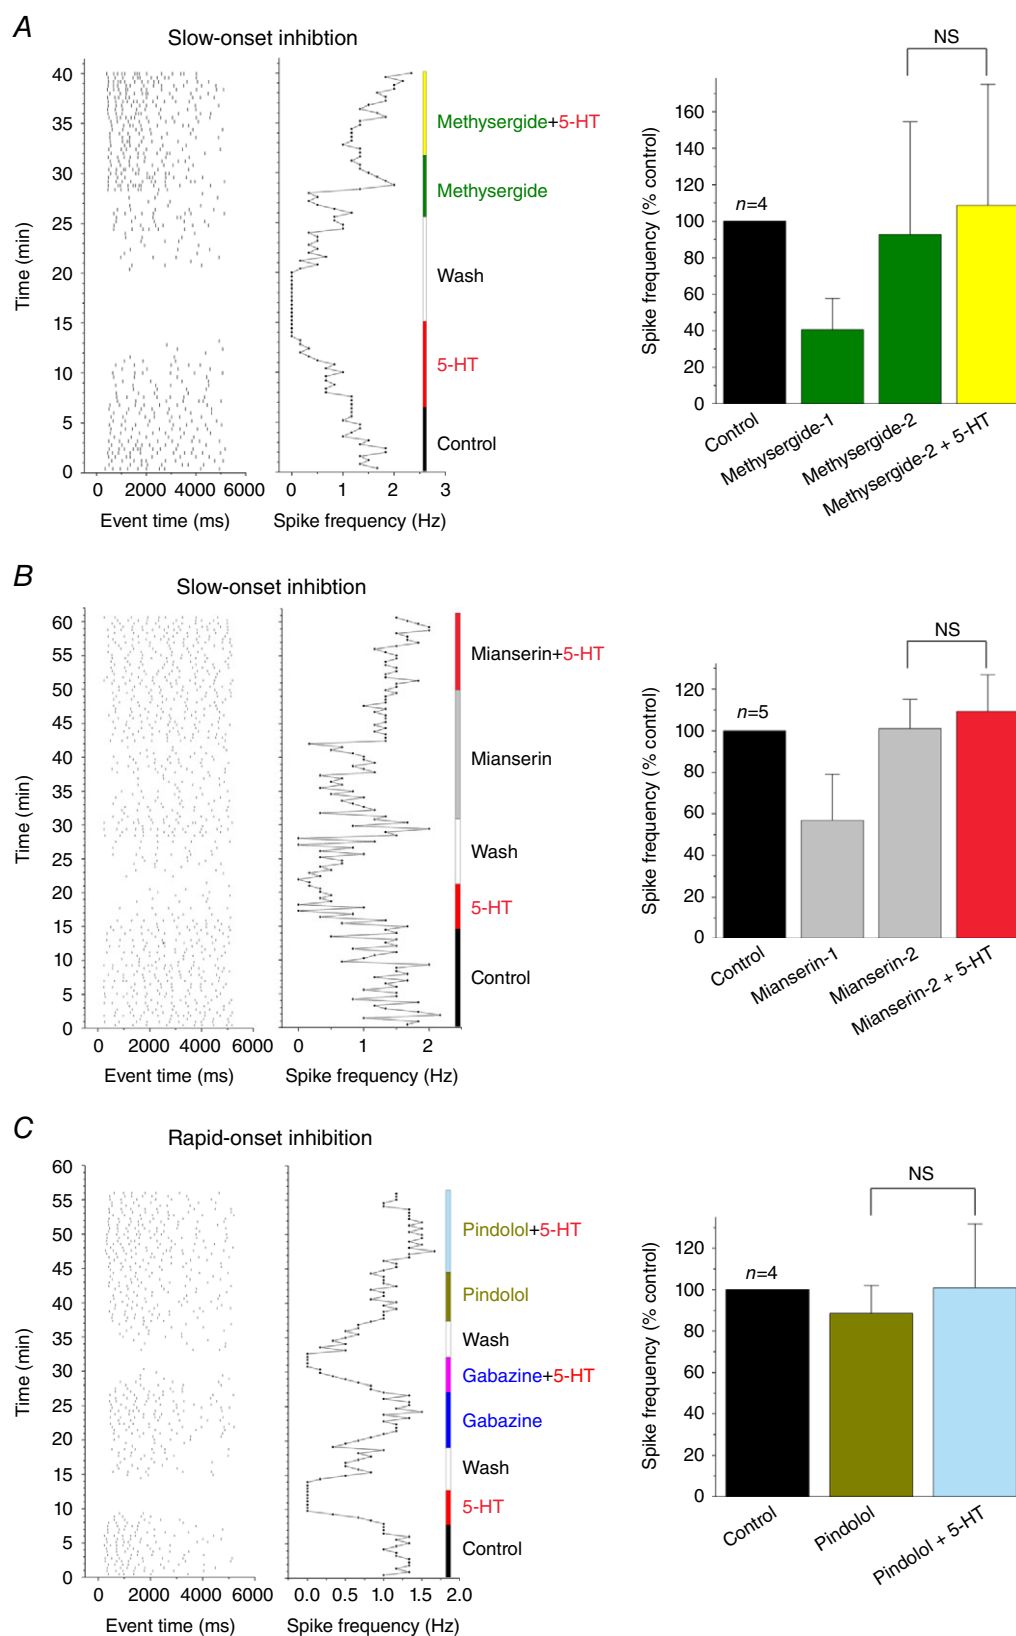 A
Slow-onset inhibtion
NS
40
35
30
25
20
15
10
5
0
Time (min)
Methysergide+5-HT
Methysergide
Wash
5-HT
Control
0 2000 4000 6000
0 1 2 3
Event time (ms)
Spike frequency (Hz)
160
140
120
100
80
60
40
20
0
Spike frequency (% control)
n=4
Control
Methysergide-1
Methysergide-2
Methysergide-2 + 5-HT
B
Slow-onset inhibtion
NS
60
55
50
45
40
35
30
25
20
15
10
5
0
Time (min)
Mianserin+5-HT
Mianserin
Wash
5-HT
Control
0 2000 4000 6000
0 1 2
Event time (ms)
Spike frequency (Hz)
120
100
80
60
40
20
0
Spike frequency (% control)
n=5
Control
Mianserin-1
Mianserin-2
Mianserin-2 + 5-HT
C
Rapid-onset inhibition
NS
60
55
50
45
40
35
30
25
20
15
10
5
0
Time (min)
Pindolol+5-HT
Pindolol
Wash
Gabazine+5-HT
Gabazine
Wash
5-HT
Control
0 2000 4000 6000
0.0 0.5 1.0 1.5 2.0
Event time (ms)
Spike frequency (Hz)
120
100
80
60
40
20
0
Spike frequency (% control)
n=4
Control
Pindolol
Pindolol + 5-HT